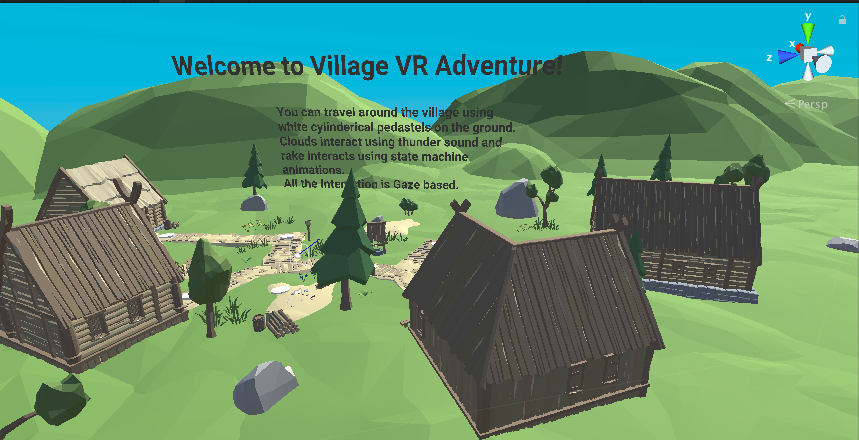 y
x
z
Welcome to Village VR Adventure!
< Persp
You can travel around the village using
white cylinderical pedastels on the ground.
Clouds interact using thunder sound and
rake interacts using state machine
animations.
All the Interaction is Gaze based.